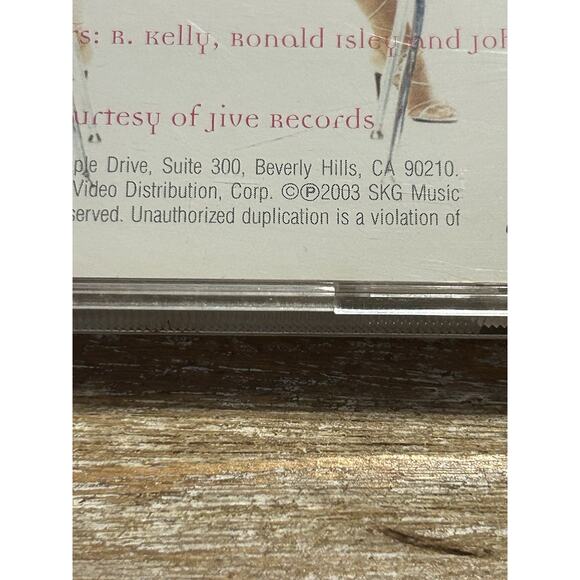 s: R. Kelly, Ronald Isley and Joh
urtesy of Jive Records
ple Drive, Suite 300, Beverly Hills, CA 90210.
Video Distribution, Corp. ©℗2003 SKG Music
served. Unauthorized duplication is a violation of